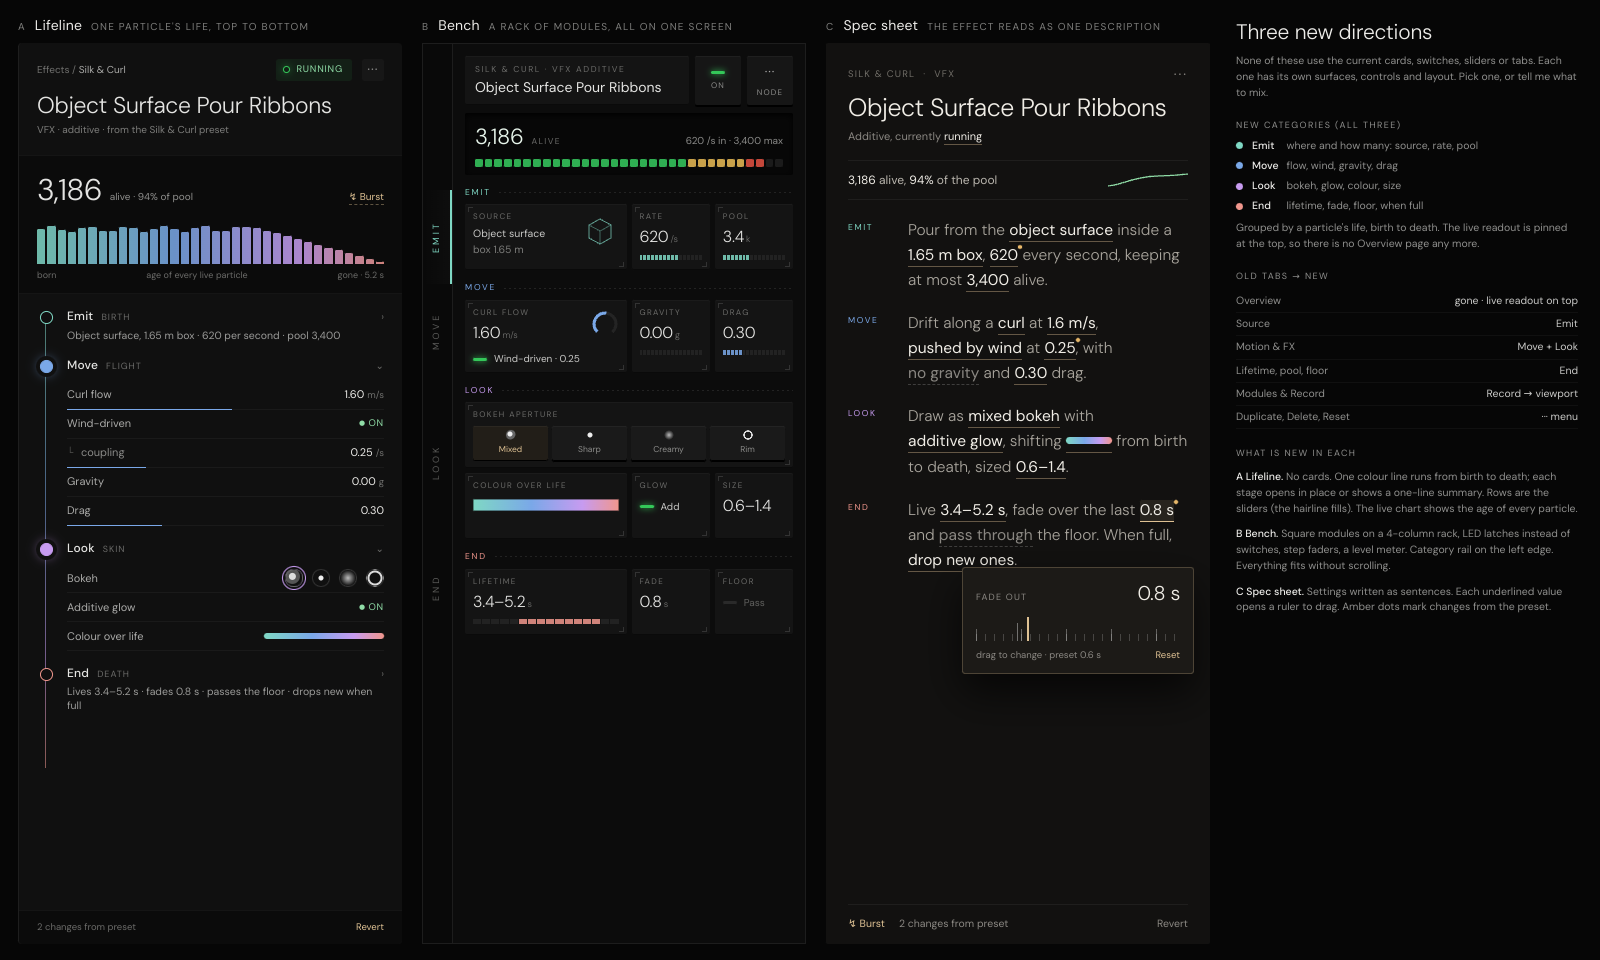 A Lifeline ONE PARTICLE'S LIFE, TOP TO BOTTOM
Effects / Silk & Curl
RUNNING
···
Object Surface Pour Ribbons
VFX · additive · from the Silk & Curl preset
3,186 alive · 94% of pool
↯ Burst
born
age of every live particle
gone · 5.2 s
Emit BIRTH
Object surface, 1.65 m box · 620 per second · pool 3,400
Move FLIGHT
Curl flow 1.60 m/s
Wind-driven ON
coupling 0.25 /s
Gravity 0.00 g
Drag 0.30
Look SKIN
Bokeh
Additive glow ON
Colour over life
End DEATH
Lives 3.4–5.2 s · fades 0.8 s · passes the floor · drops new when
full
2 changes from preset
Revert
B Bench A RACK OF MODULES, ALL ON ONE SCREEN
SILK & CURL · VFX ADDITIVE
Object Surface Pour Ribbons
ON
···
NODE
3,186 ALIVE
620 /s in · 3,400 max
EMIT
MOVE
LOOK
END
EMIT
SOURCE
Object surface
box 1.65 m
RATE
620 /s
POOL
3.4 k
MOVE
CURL FLOW
1.60 m/s
Wind-driven · 0.25
GRAVITY
0.00 g
DRAG
0.30
LOOK
BOKEH APERTURE
Mixed
Sharp
Creamy
Rim
COLOUR OVER LIFE
GLOW
Add
SIZE
0.6–1.4
END
LIFETIME
3.4–5.2 s
FADE
0.8 s
FLOOR
Pass
C Spec sheet THE EFFECT READS AS ONE DESCRIPTION
SILK & CURL · VFX
···
Object Surface Pour Ribbons
Additive, currently running
3,186 alive, 94% of the pool
EMIT
Pour from the object surface inside a
1.65 m box, 620 every second, keeping
at most 3,400 alive.
MOVE
Drift along a curl at 1.6 m/s,
pushed by wind at 0.25, with
no gravity and 0.30 drag.
LOOK
Draw as mixed bokeh with
additive glow, shifting from birth
to death, sized 0.6–1.4.
END
Live 3.4–5.2 s, fade over the last 0.8 s
and pass through the floor. When full,
drop new ones.
FADE OUT 0.8 s
drag to change · preset 0.6 s
Reset
↯ Burst
2 changes from preset
Revert
Three new directions
None of these use the current cards, switches, sliders or tabs. Each
one has its own surfaces, controls and layout. Pick one, or tell me what
to mix.
NEW CATEGORIES (ALL THREE)
Emit where and how many: source, rate, pool
Move flow, wind, gravity, drag
Look bokeh, glow, colour, size
End lifetime, fade, floor, when full
Grouped by a particle's life, birth to death. The live readout is pinned
at the top, so there is no Overview page any more.
OLD TABS → NEW
Overview gone · live readout on top
Source Emit
Motion & FX Move + Look
Lifetime, pool, floor End
Modules & Record Record → viewport
Duplicate, Delete, Reset ··· menu
WHAT IS NEW IN EACH
A Lifeline. No cards. One colour line runs from birth to death; each
stage opens in place or shows a one-line summary. Rows are the
sliders (the hairline fills). The live chart shows the age of every particle.
B Bench. Square modules on a 4-column rack, LED latches instead of
switches, step faders, a level meter. Category rail on the left edge.
Everything fits without scrolling.
C Spec sheet. Settings written as sentences. Each underlined value
opens a ruler to drag. Amber dots mark changes from the preset.